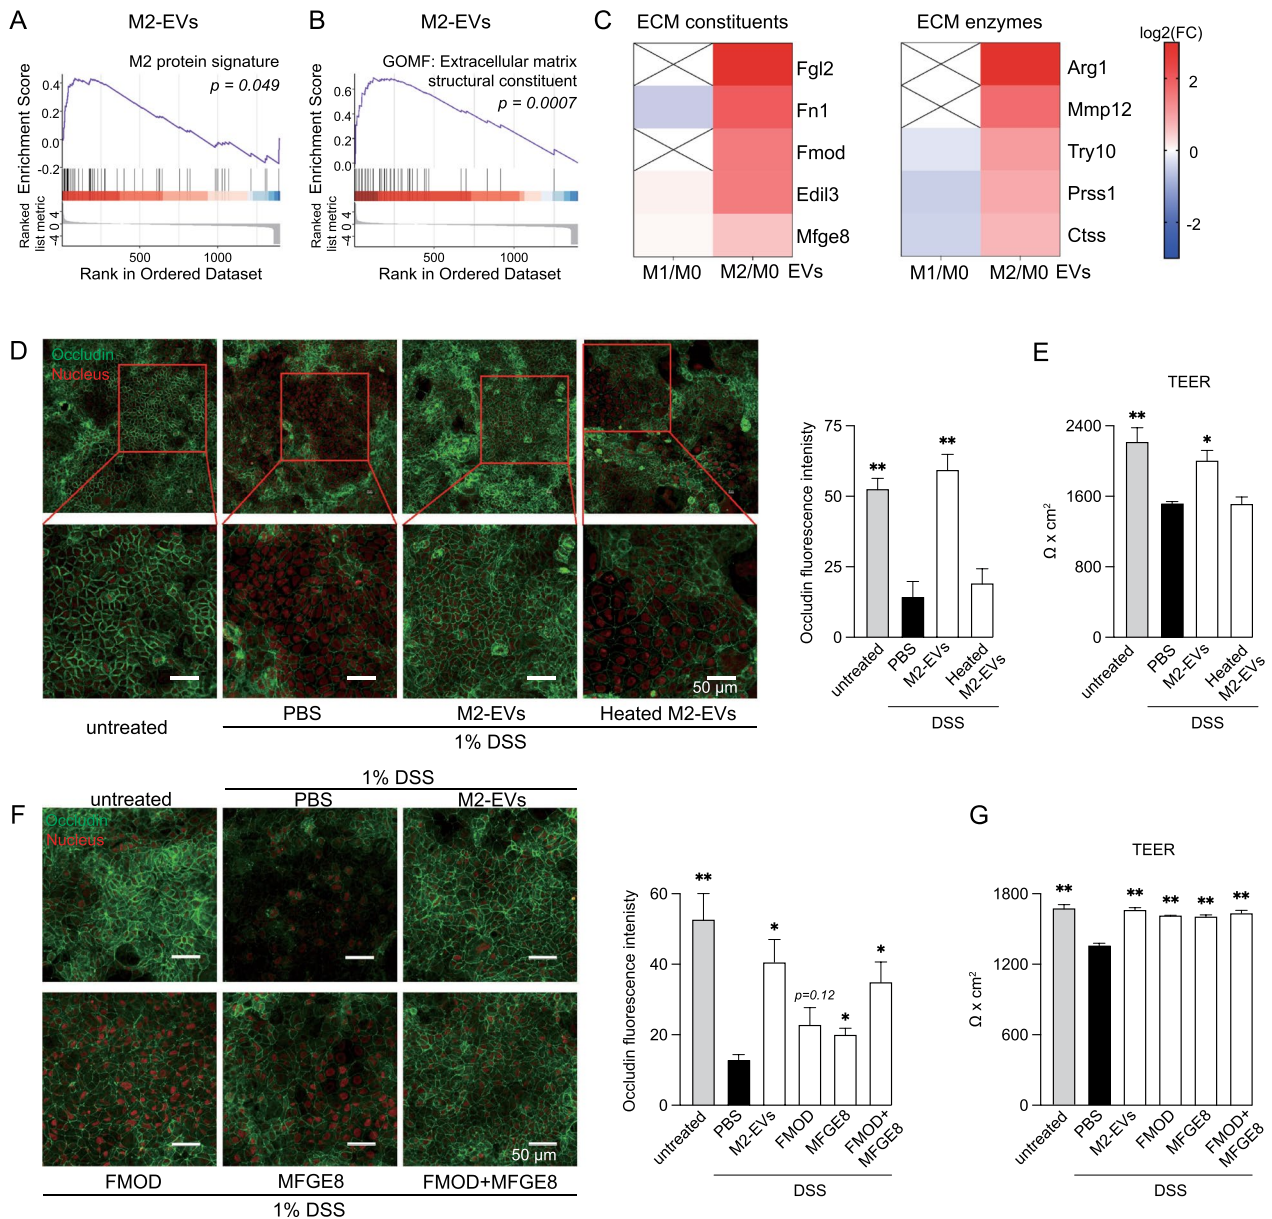 A
M2-EVs
M2 protein signature
p = 0.049
Enrichment Score
0.4
0.2
0.0
-0.2
Ranked
list metric
-4 0 4
500
1000
Rank in Ordered Dataset
B
M2-EVs
GOMF: Extracellular matrix
structural constituent
p = 0.0007
Enrichment Score
0.6
0.4
0.2
0.0
Ranked
list metric
-4 0 4
500
1000
Rank in Ordered Dataset
C
ECM constituents
Fgl2
Fn1
Fmod
Edil3
Mfge8
M1/M0
M2/M0
EVs
ECM enzymes
Arg1
Mmp12
Try10
Prss1
Ctss
M1/M0
M2/M0
EVs
log2(FC)
2
0
-2
D
Occludin
Nucleus
50 µm
untreated
PBS
M2-EVs
Heated M2-EVs
1% DSS
Occludin fluorescence intenisty
75
50
25
0
**
**
untreated
PBS
M2-EVs
Heated
M2-EVs
DSS
E
TEER
Ω x cm²
2400
1600
800
0
**
*
untreated
PBS
M2-EVs
Heated
M2-EVs
DSS
1% DSS
untreated
PBS
M2-EVs
F
Occludin
Nucleus
50 µm
FMOD
MFGE8
FMOD+MFGE8
1% DSS
Occludin fluorescence intenisty
60
40
20
0
**
*
p=0.12
*
*
untreated
PBS
M2-EVs
FMOD
MFGE8
FMOD+
MFGE8
DSS
G
TEER
Ω x cm²
1800
1200
600
0
**
**
**
**
**
untreated
PBS
M2-EVs
FMOD
MFGE8
FMOD+
MFGE8
DSS